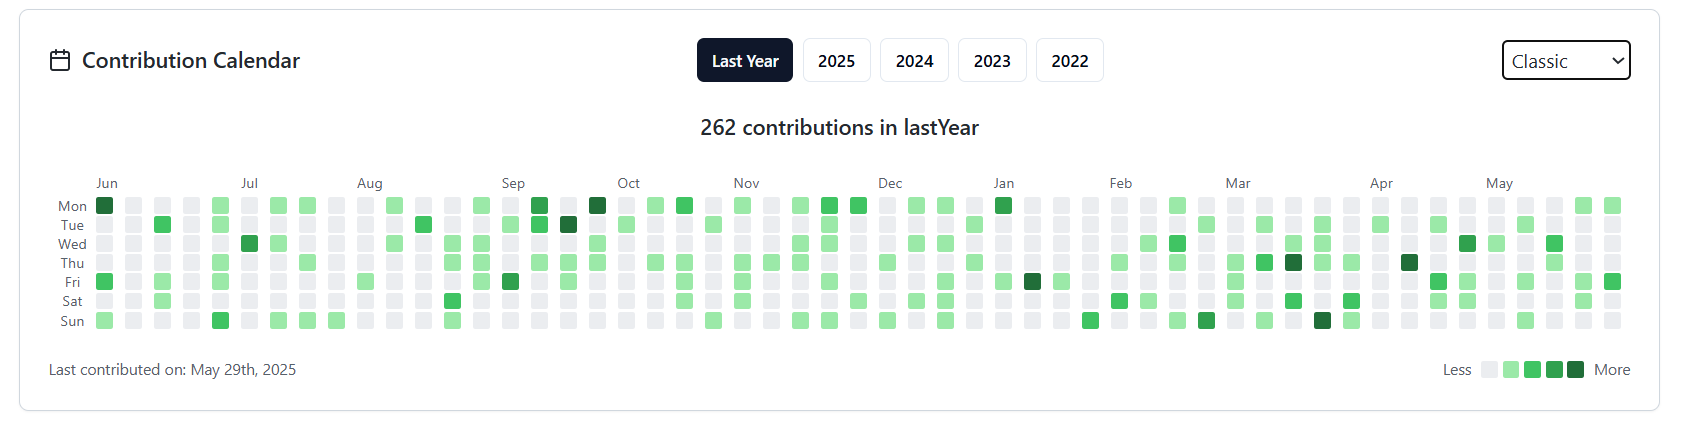 Contribution Calendar
Last Year 2025 2024 2023 2022
Classic
262 contributions in lastYear
Jun Jul Aug Sep Oct Nov Dec Jan Feb Mar Apr May
Mon
Tue
Wed
Thu
Fri
Sat
Sun
Last contributed on: May 29th, 2025
Less More